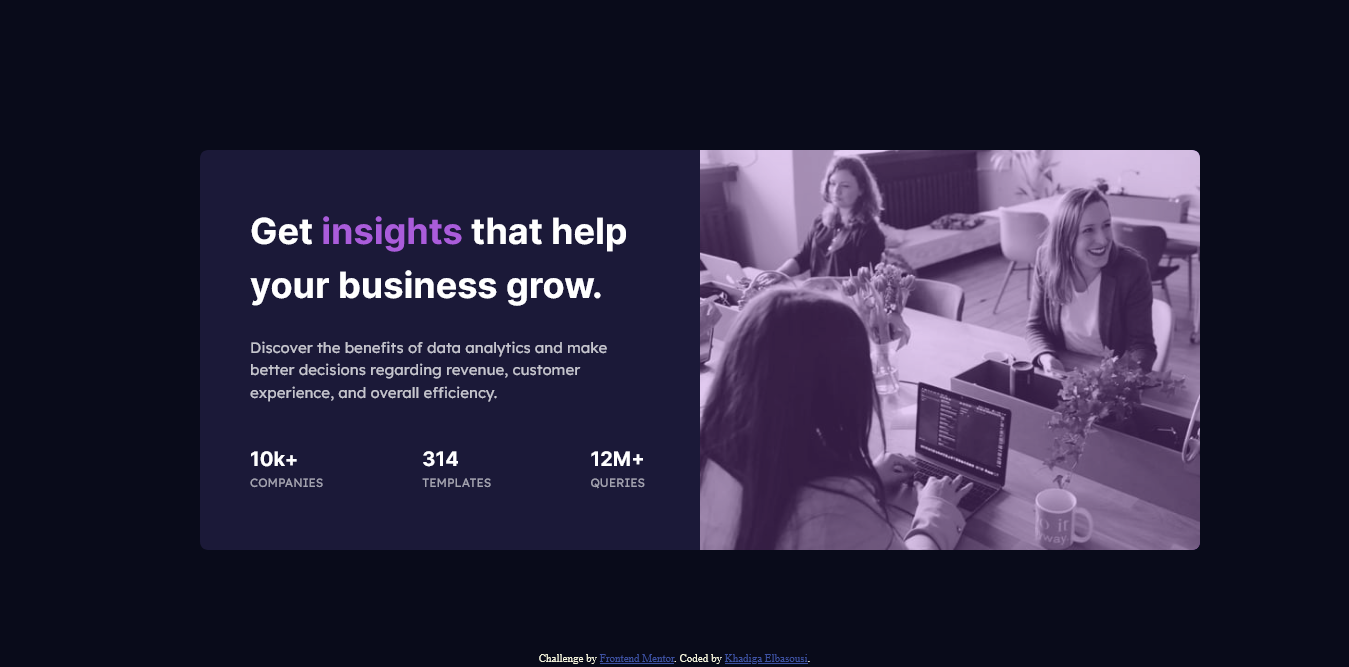 Get insights that help
your business grow.
Discover the benefits of data analytics and make
better decisions regarding revenue, customer
experience, and overall efficiency.
10k+ 314 12M+
COMPANIES TEMPLATES QUERIES
Challenge by Frontend Mentor. Coded by Khadiga Elbasousi.